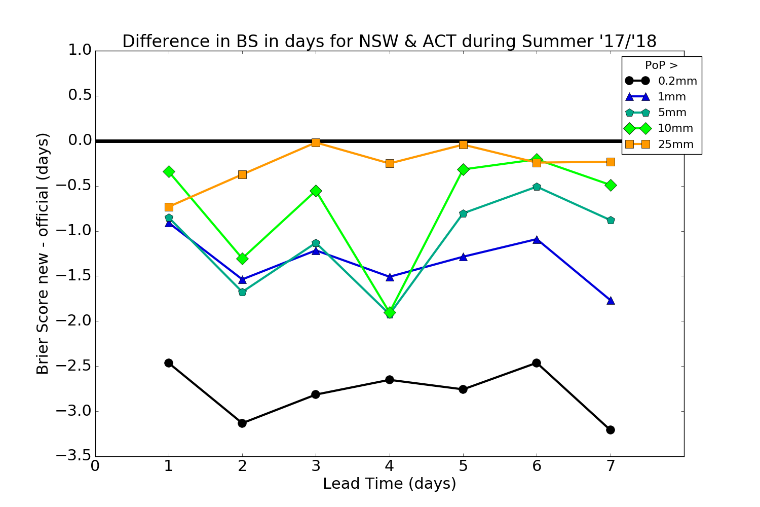 Difference in BS in days for NSW & ACT during Summer '17/'18
PoP >
0.2mm
1mm
5mm
10mm
25mm
Brier Score new - official (days)
1.0
0.5
0.0
−0.5
−1.0
−1.5
−2.0
−2.5
−3.0
−3.5
0 1 2 3 4 5 6 7
Lead Time (days)